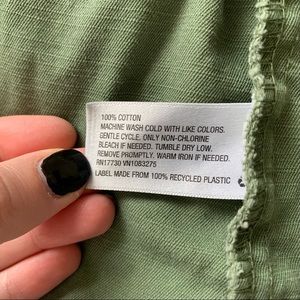 100% COTTON
MACHINE WASH COLD WITH LIKE COLORS.
GENTLE CYCLE. ONLY NON-CHLORINE
BLEACH IF NEEDED. TUMBLE DRY LOW.
REMOVE PROMPTLY. WARM IRON IF NEEDED.
RN17730 VN1083275
LABEL MADE FROM 100% RECYCLED PLASTIC